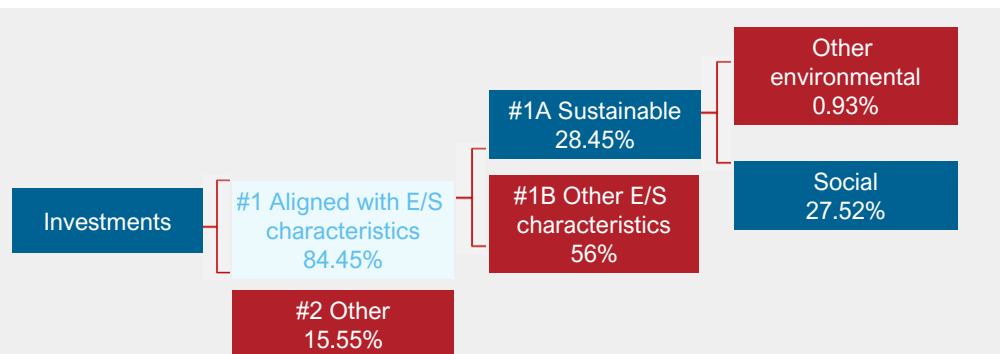 Investments
#1 Aligned with E/S
characteristics
84.45%
#2 Other
15.55%
#1A Sustainable
28.45%
#1B Other E/S
characteristics
56%
Other
environmental
0.93%
Social
27.52%